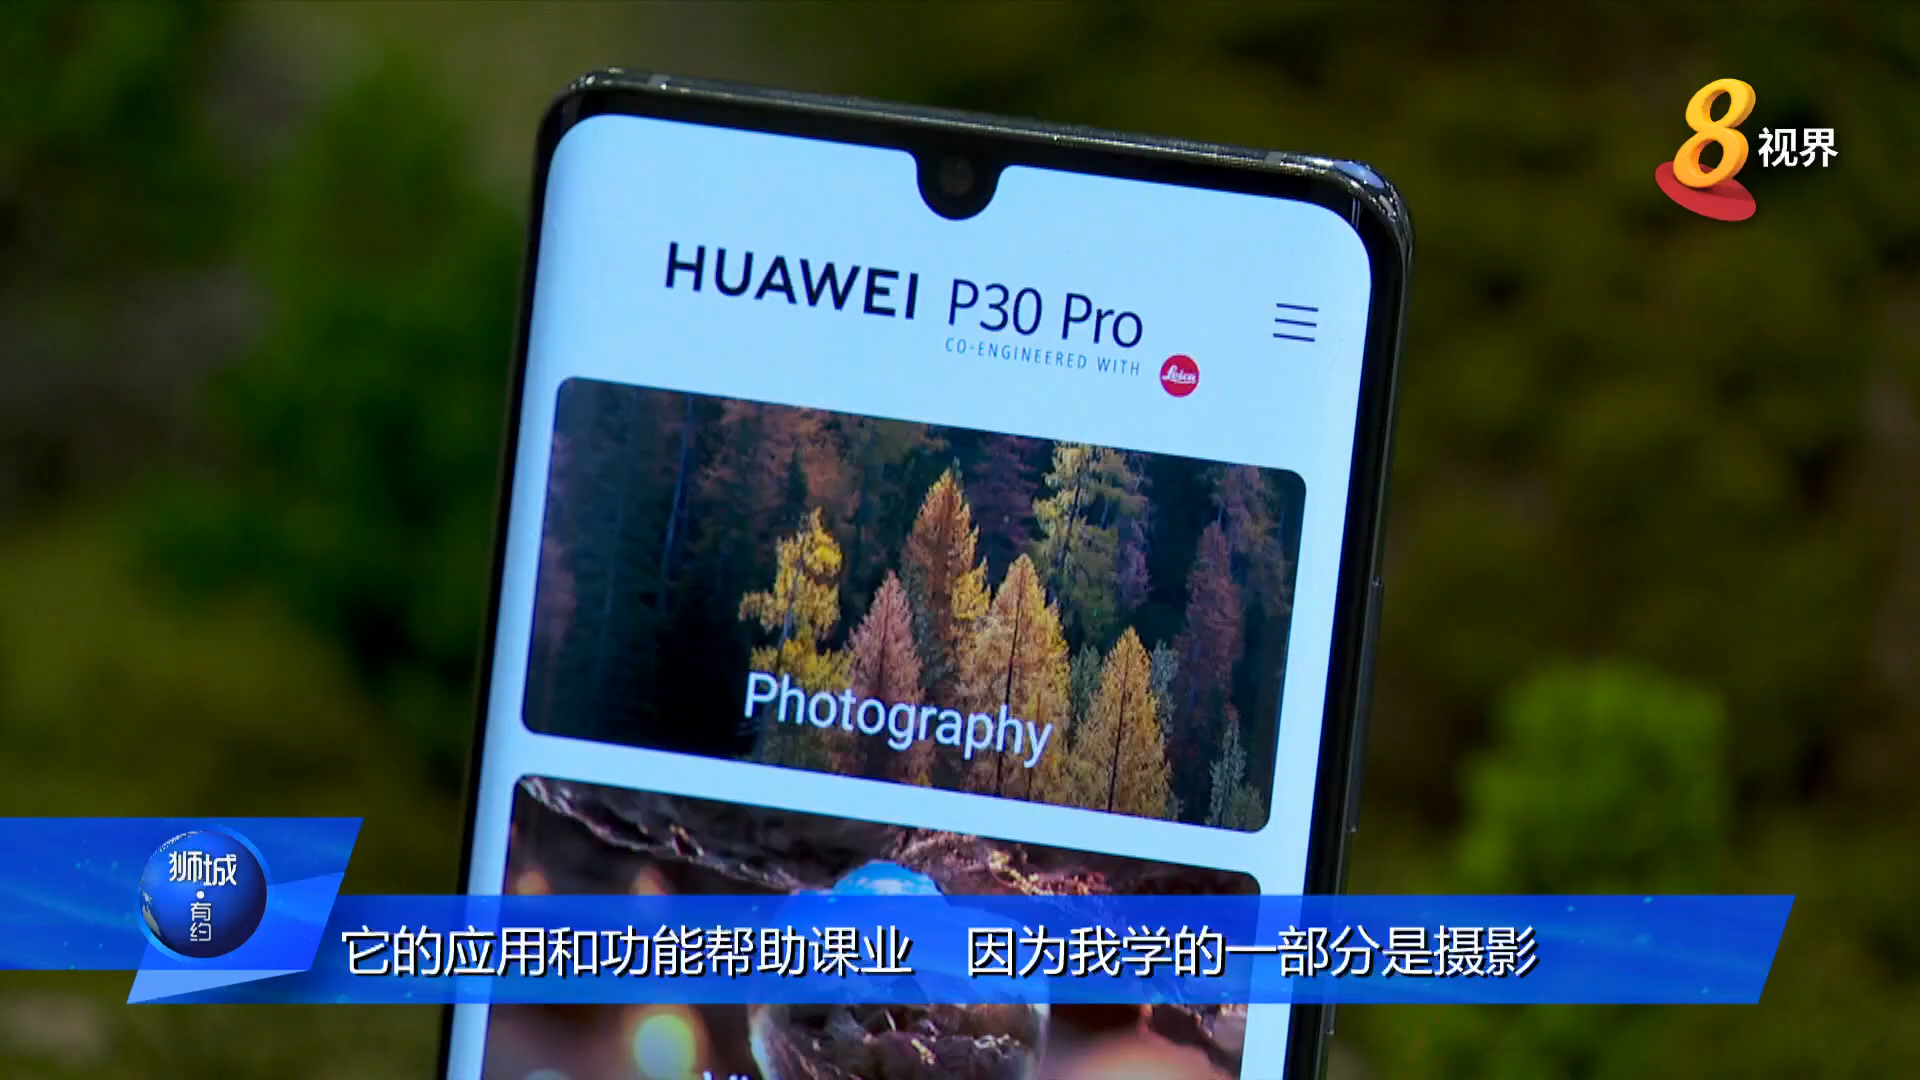 8视界
HUAWEI P30 Pro
CO-ENGINEERED WITH
Leica
Photography
狮城
有约
它的应用和功能帮助课业 因为我学的一部分是摄影